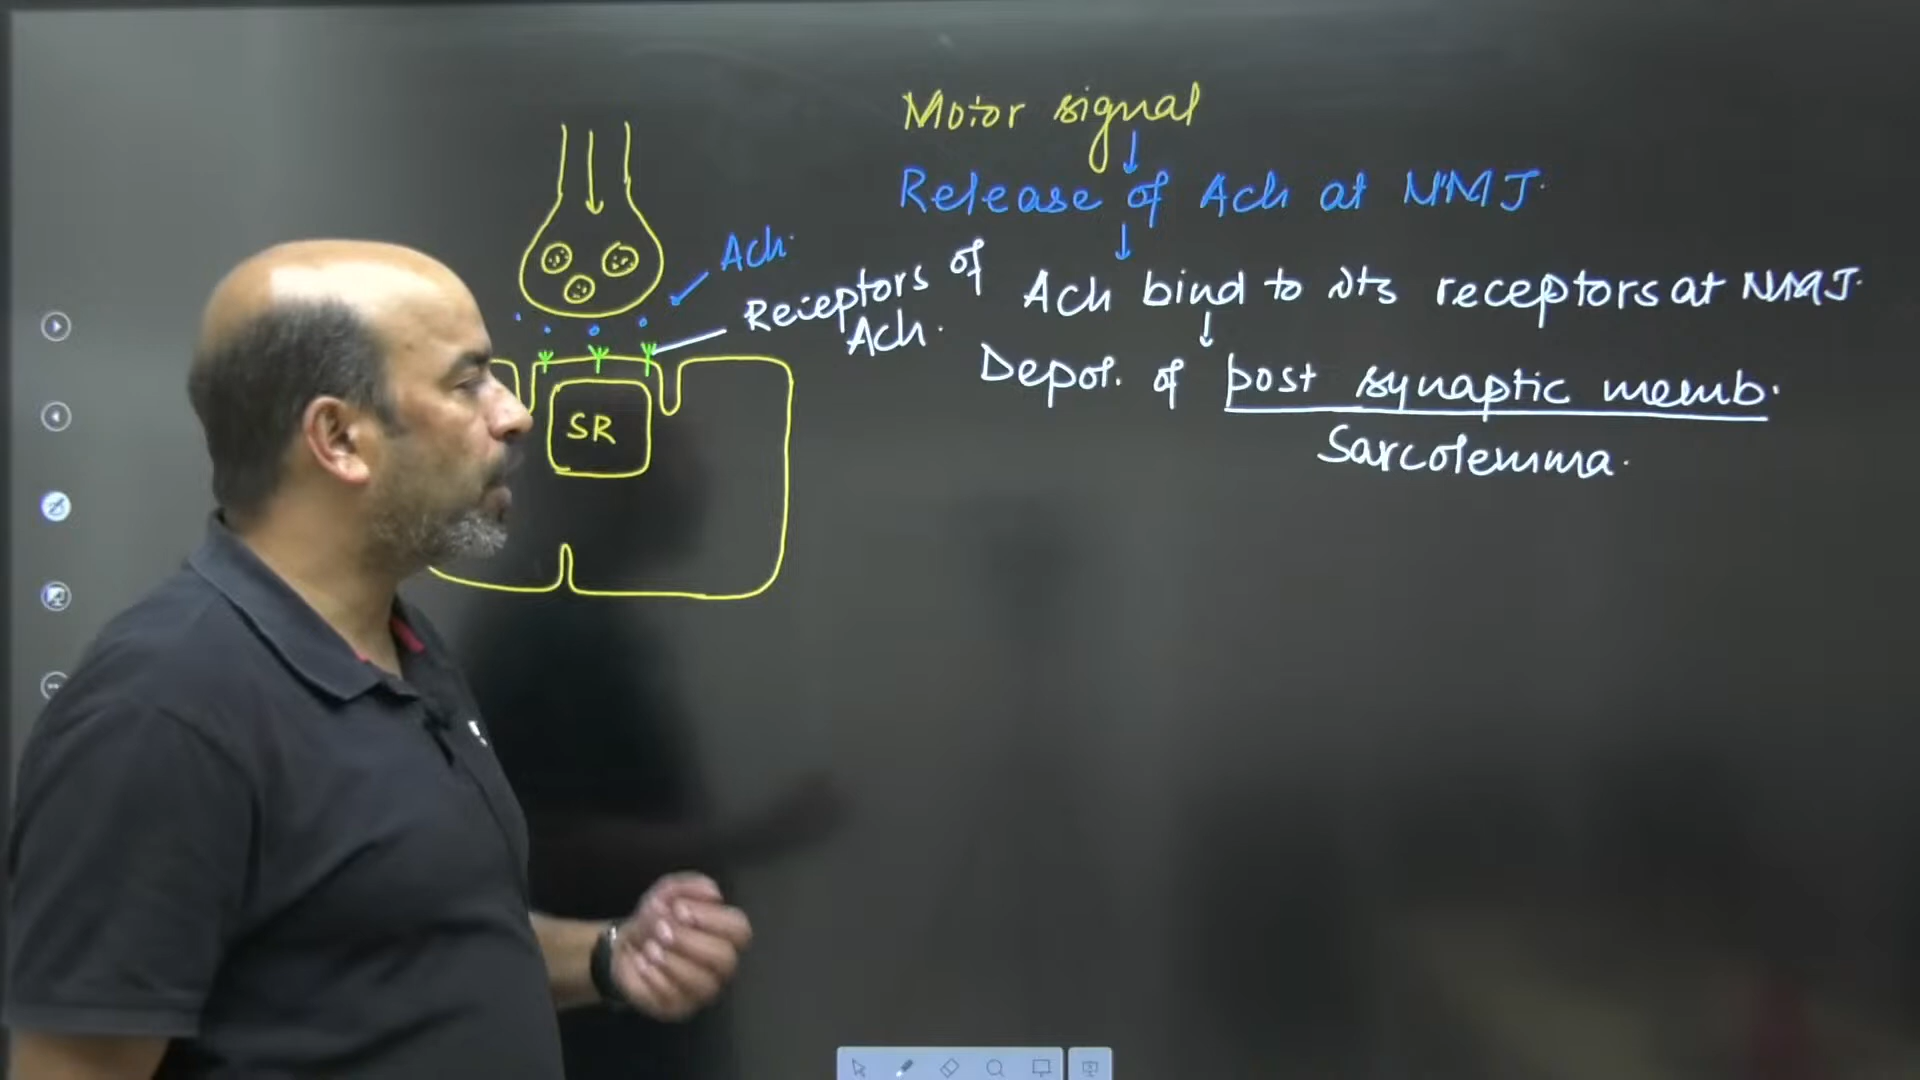 Motor signal
↓
Release of Ach at NMJ.
↓
Ach.
Receptors of
Ach.
Ach bind to its receptors at NMJ.
↓
Depol. of post synaptic memb.
Sarcolemma.
SR